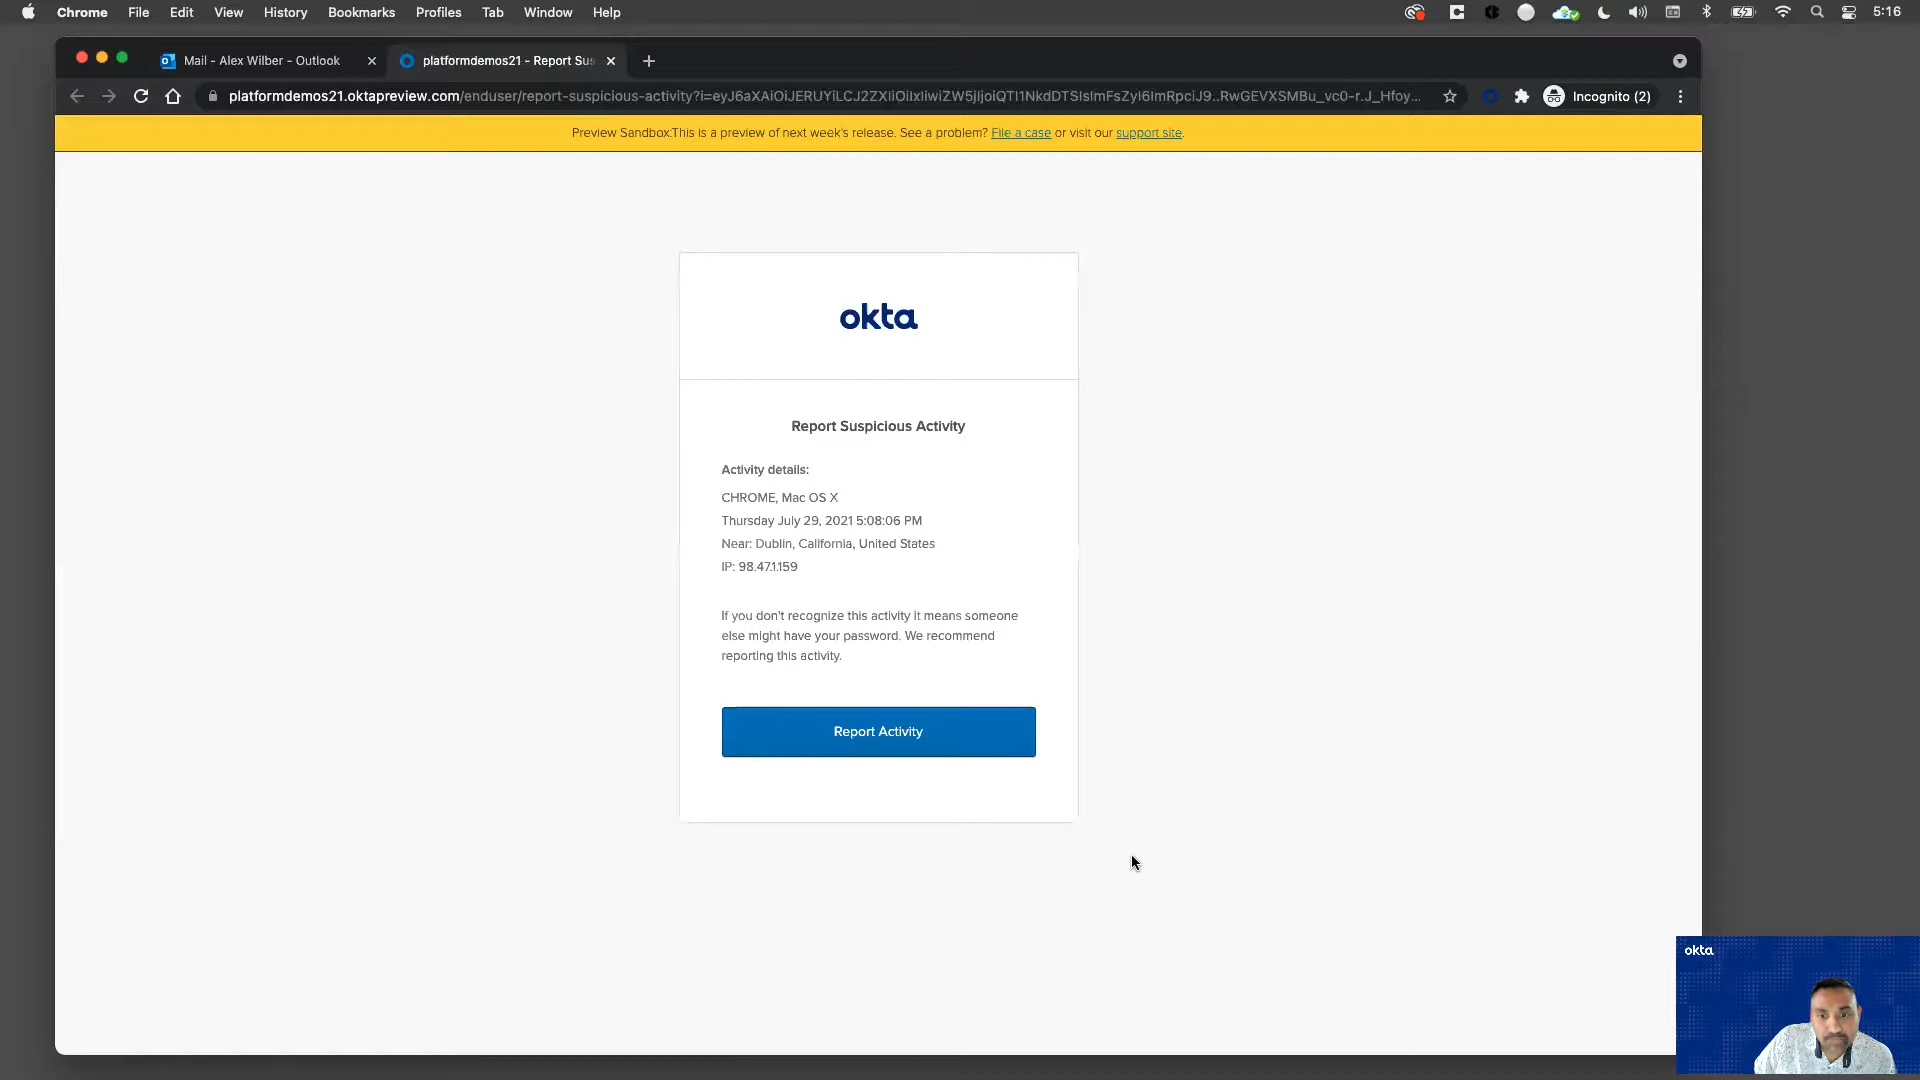 Chrome File Edit View History Bookmarks Profiles Tab Window Help 5:16
Mail - Alex Wilber - Outlook
platformdemos21 - Report Sus
platformdemos21.oktapreview.com/enduser/report-suspicious-activity?i=
Incognito (2)
Preview Sandbox:This is a preview of next week's release. See a problem? File a case or visit our support site.
okta
Report Suspicious Activity
Activity details:
CHROME, Mac OS X
Thursday July 29, 2021 5:08:06 PM
Near: Dublin, California, United States
IP: 98.47.1.159
If you don't recognize this activity it means someone
else might have your password. We recommend
reporting this activity.
Report Activity
okta